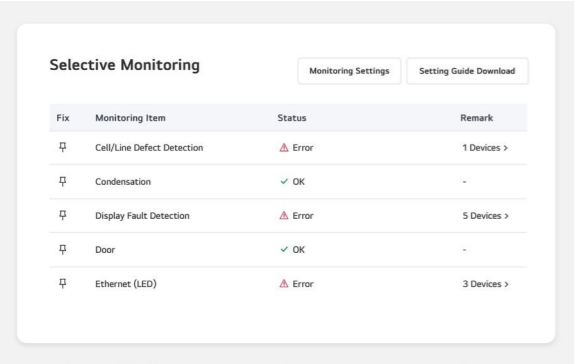 Selective Monitoring
Monitoring Settings
Setting Guide Download
Fix Monitoring Item Status Remark
Cell/Line Defect Detection Error 1 Devices >
Condensation OK -
Display Fault Detection Error 5 Devices >
Door OK -
Ethernet (LED) Error 3 Devices >